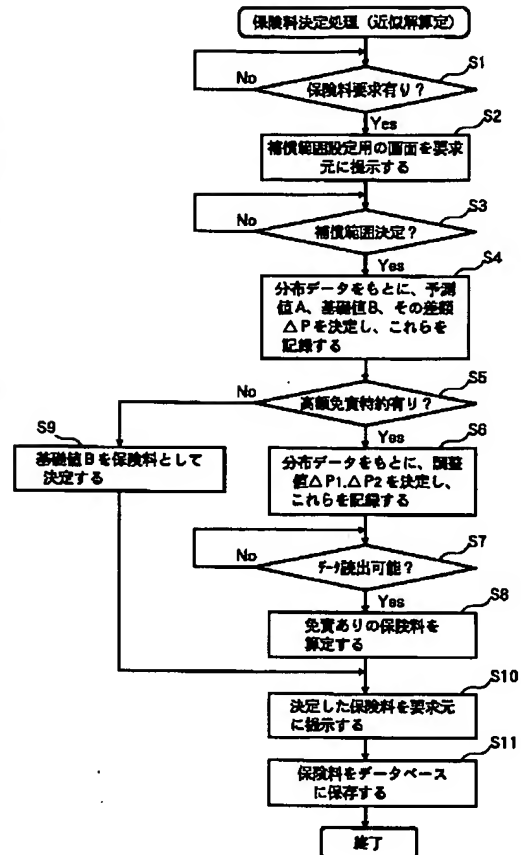 保険料決定処理(近似解算定)
S1
No
保険料要求有り?
Yes
S2
補償範囲設定用の画面を要求
元に提示する
S3
No
補償範囲決定?
Yes
S4
分布データをもとに、予測
値A、基礎値B、その差額
△Pを決定し、これらを
記録する
S5
No
高額免責特約有り?
S9
Yes
S6
基礎値Bを保険料として
決定する
分布データをもとに、調整
値△P1.△P2を決定し、
これらを記録する
S7
No
データ読出可能?
Yes
S8
免責ありの保険料を
算定する
S10
決定した保険料を要求元
に提示する
S11
保険料をデータベース
に保存する
終了